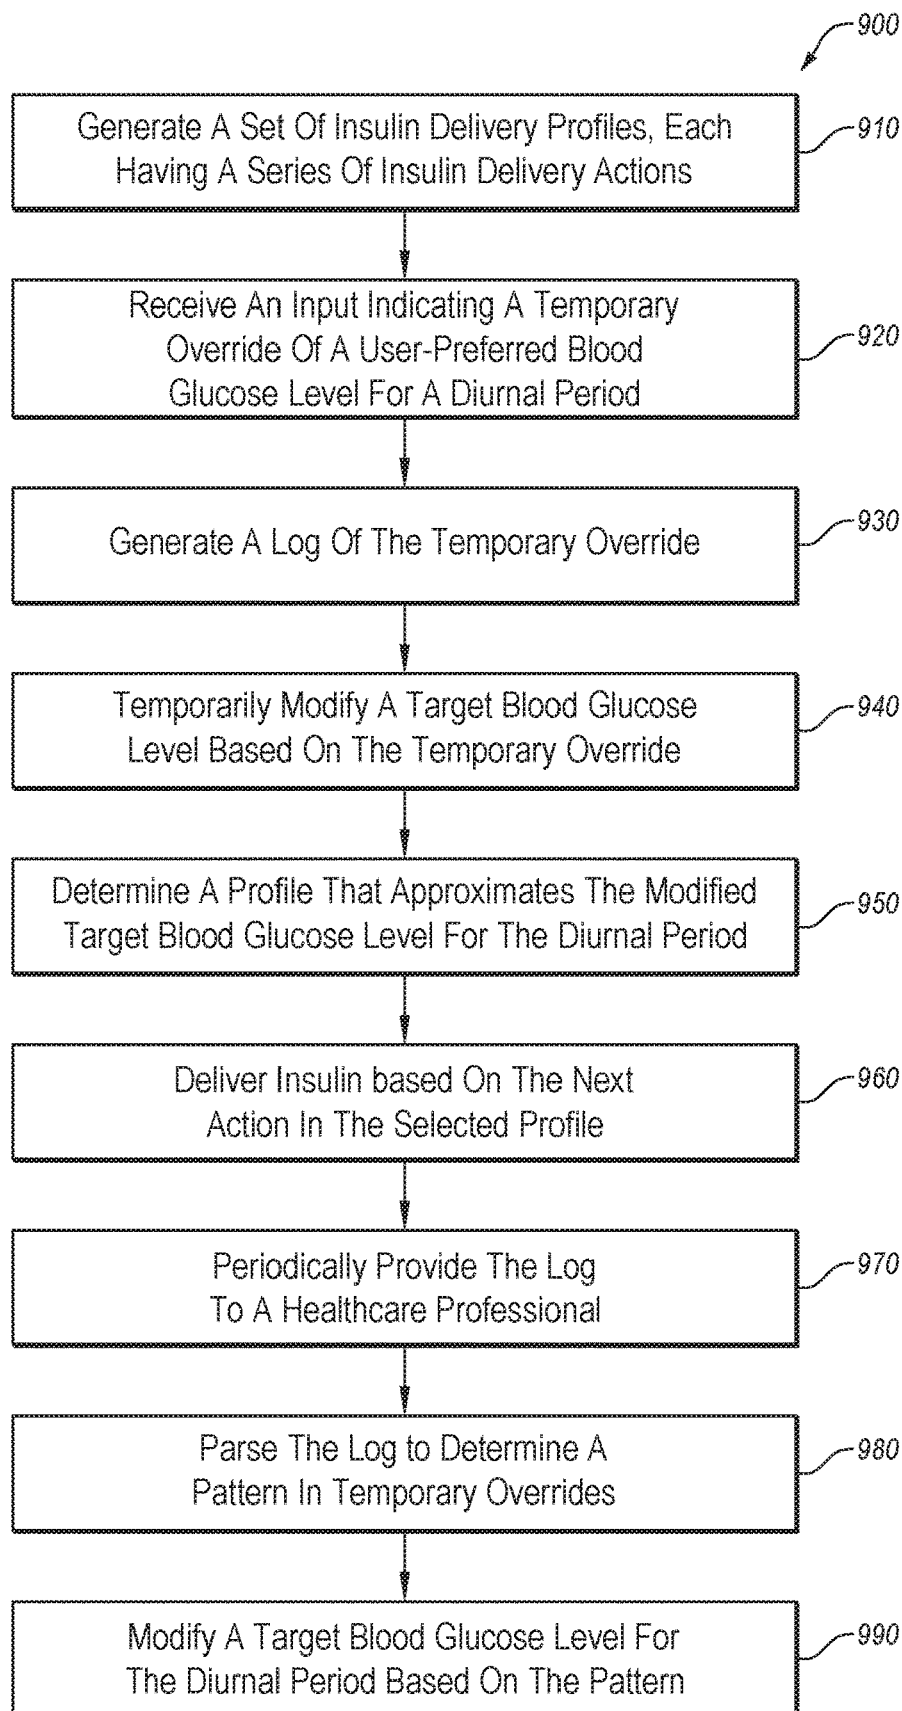 900
Generate A Set Of Insulin Delivery Profiles, Each
Having A Series Of Insulin Delivery Actions
910
Receive An Input Indicating A Temporary
Override Of A User-Preferred Blood
Glucose Level For A Diurnal Period
920
Generate A Log Of The Temporary Override
930
Temporarily Modify A Target Blood Glucose
Level Based On The Temporary Override
940
Determine A Profile That Approximates The Modified
Target Blood Glucose Level For The Diurnal Period
950
Deliver Insulin based On The Next
Action In The Selected Profile
960
Periodically Provide The Log
To A Healthcare Professional
970
Parse The Log to Determine A
Pattern In Temporary Overrides
980
Modify A Target Blood Glucose Level For
The Diurnal Period Based On The Pattern
990